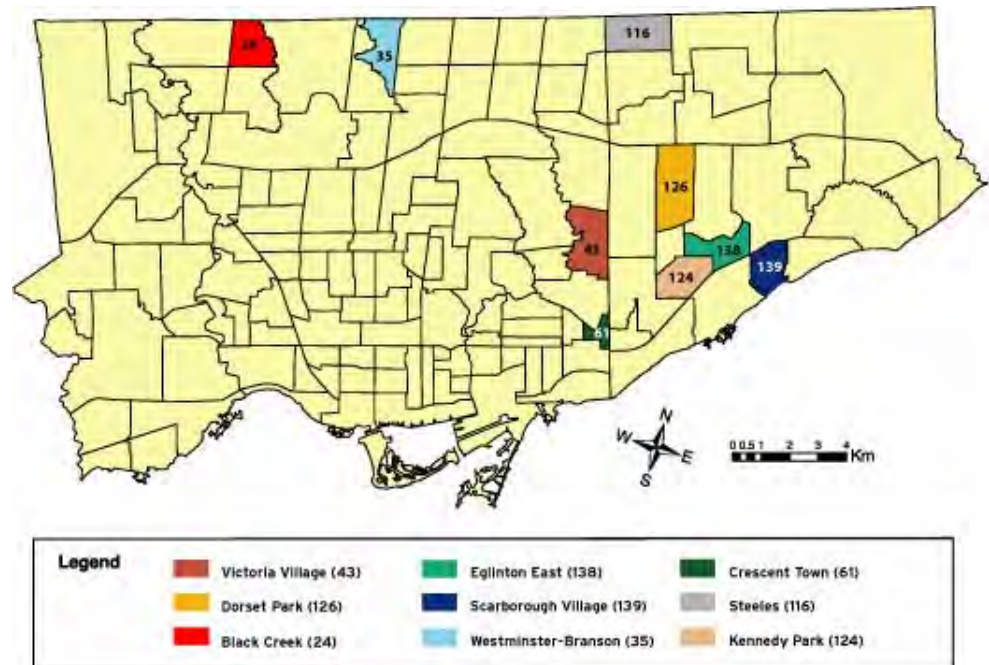 116
35
24
126
43
138
139
124
61
N
W
E
S
0 0.5 1 2 3 4
Km
Legend
Victoria Village (43)
Eglinton East (138)
Crescent Town (61)
Dorset Park (126)
Scarborough Village (139)
Steeles (116)
Black Creek (24)
Westminster-Branson (35)
Kennedy Park (124)